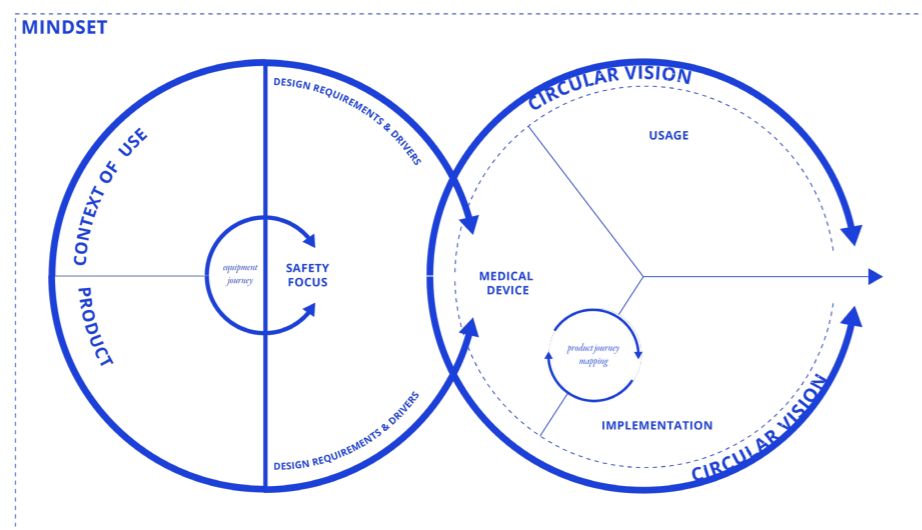 MINDSET
DESIGN REQUIREMENTS & DRIVERS
CONTEXT OF USE
PRODUCT
equipment
journey
SAFETY
FOCUS
DESIGN REQUIREMENTS & DRIVERS
CIRCULAR VISION
USAGE
MEDICAL
DEVICE
product journey
mapping
IMPLEMENTATION
CIRCULAR VISION